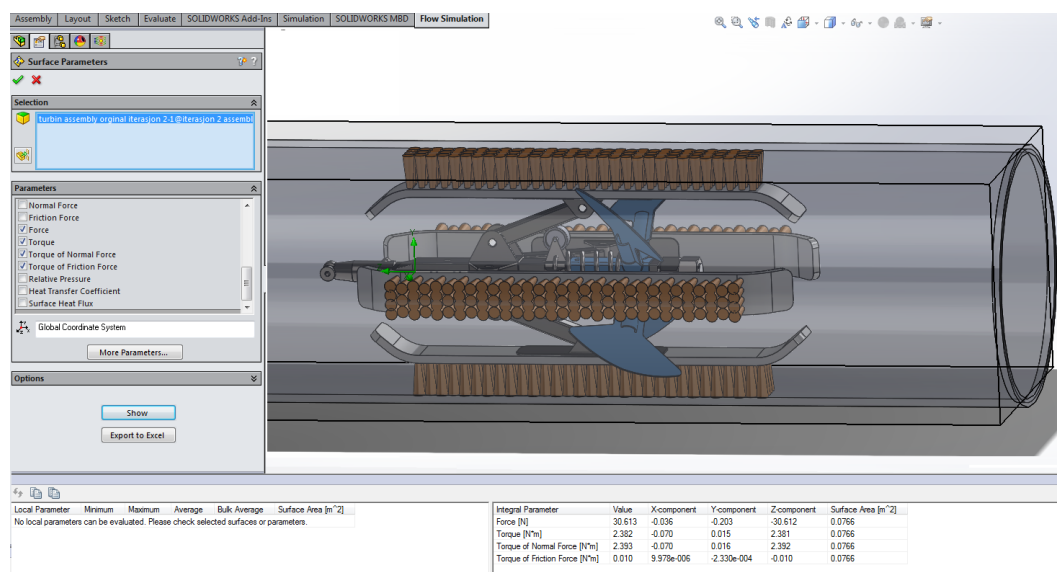 Assembly Layout Sketch Evaluate SOLIDWORKS Add-Ins Simulation SOLIDWORKS MBD Flow Simulation
Surface Parameters
Selection
turbin assembly orginal iterasjon 2-1@iterasjon 2 assembl
Parameters
Normal Force
Friction Force
Force
Torque
Torque of Normal Force
Torque of Friction Force
Relative Pressure
Heat Transfer Coefficient
Surface Heat Flux
Global Coordinate System
More Parameters...
Options
Show
Export to Excel
Local Parameter Minimum Maximum Average Bulk Average Surface Area [m^2]
No local parameters can be evaluated. Please check selected surfaces or parameters.
Integral Parameter Value X-component Y-component Z-component Surface Area [m^2]
Force [N] 30.613 -0.036 -0.203 -30.612 0.0766
Torque [N*m] 2.382 -0.070 0.015 2.381 0.0766
Torque of Normal Force [N*m] 2.393 -0.070 0.016 2.392 0.0766
Torque of Friction Force [N*m] 0.010 9.978e-006 -2.330e-004 -0.010 0.0766